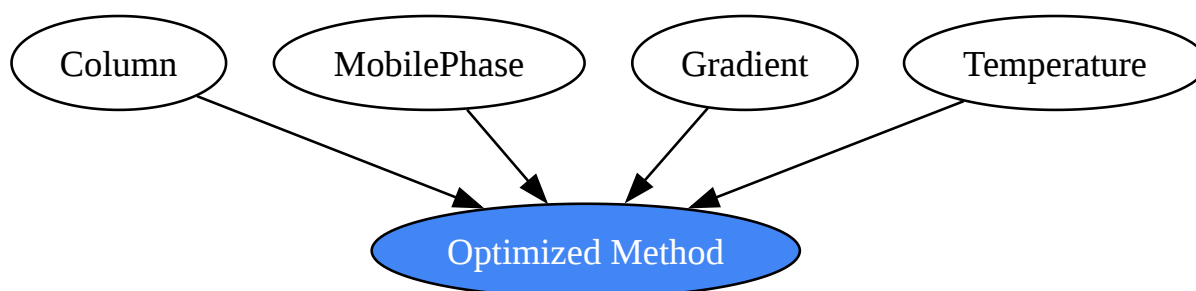 Column
MobilePhase
Gradient
Temperature
Optimized Method